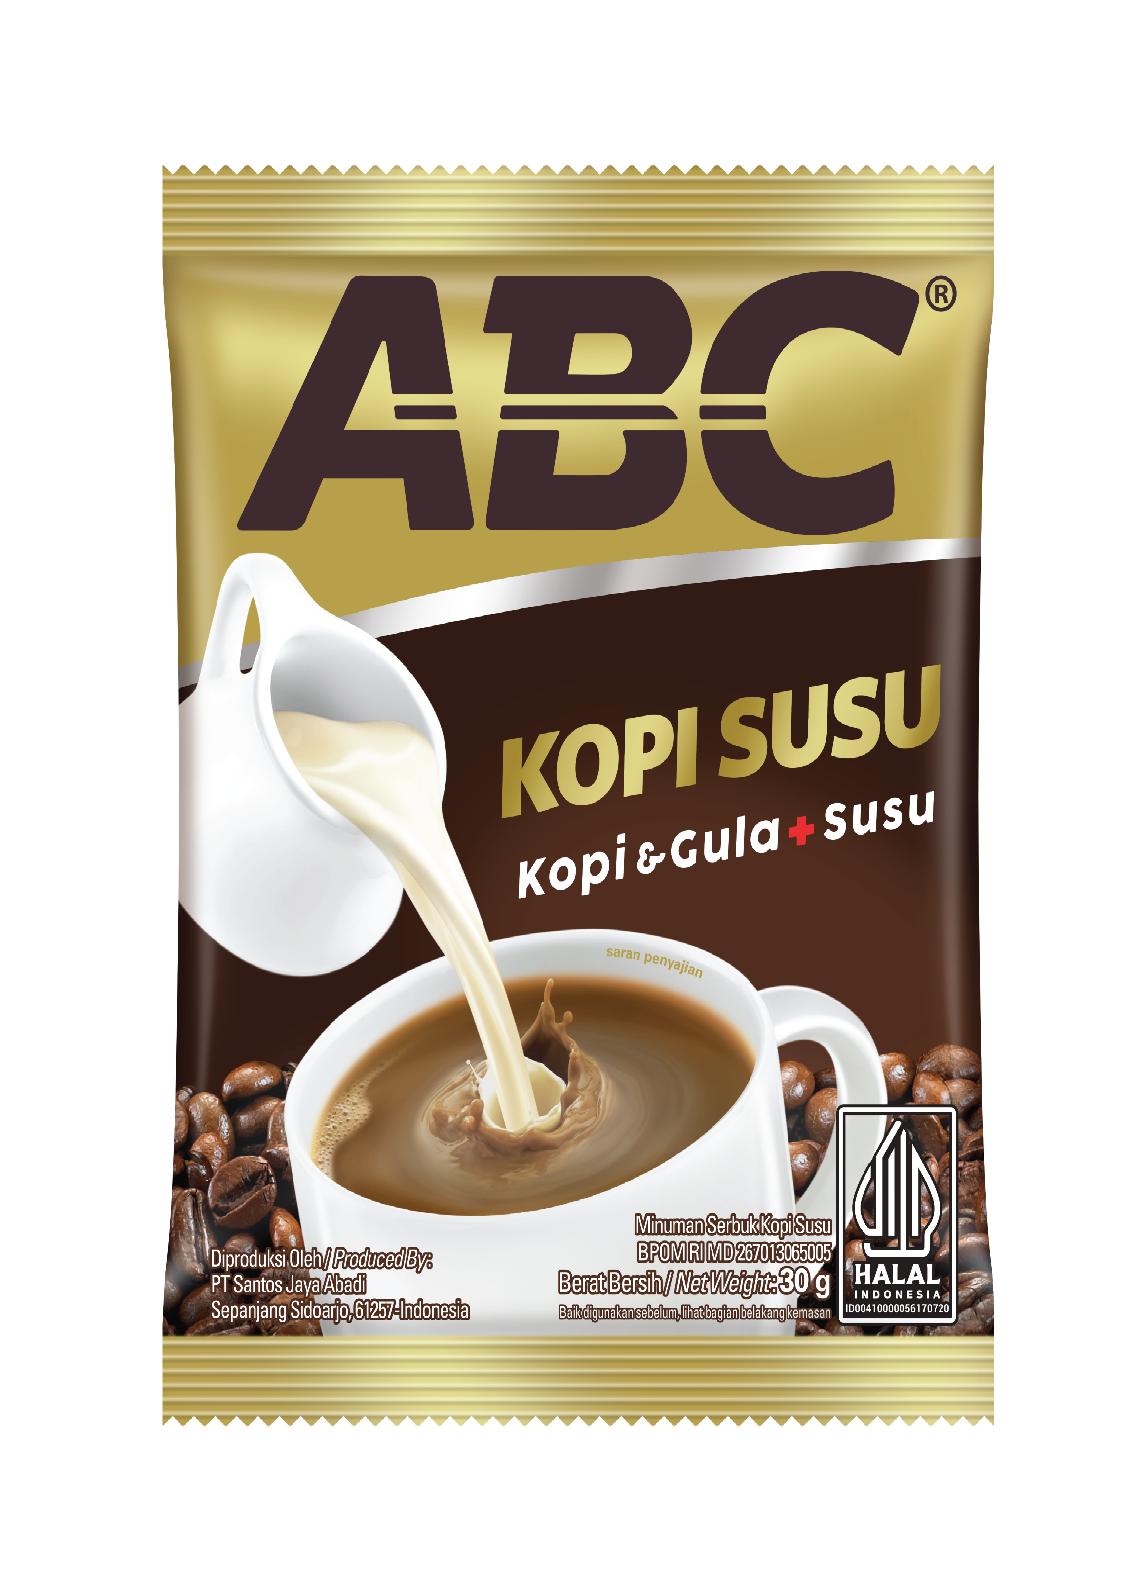 ABC®
KOPI SUSU
Kopi & Gula + Susu
saran penyajian
Minuman Serbuk Kopi Susu
BPOM RI MD 267013065005
Berat Bersih / Net Weight: 30 g
Baik digunakan sebelum, lihat bagian belakang kemasan
Diproduksi Oleh / Produced By:
PT Santos Jaya Abadi
Sepanjang Sidoarjo, 61257-Indonesia
HALAL
INDONESIA
ID00410000056170720